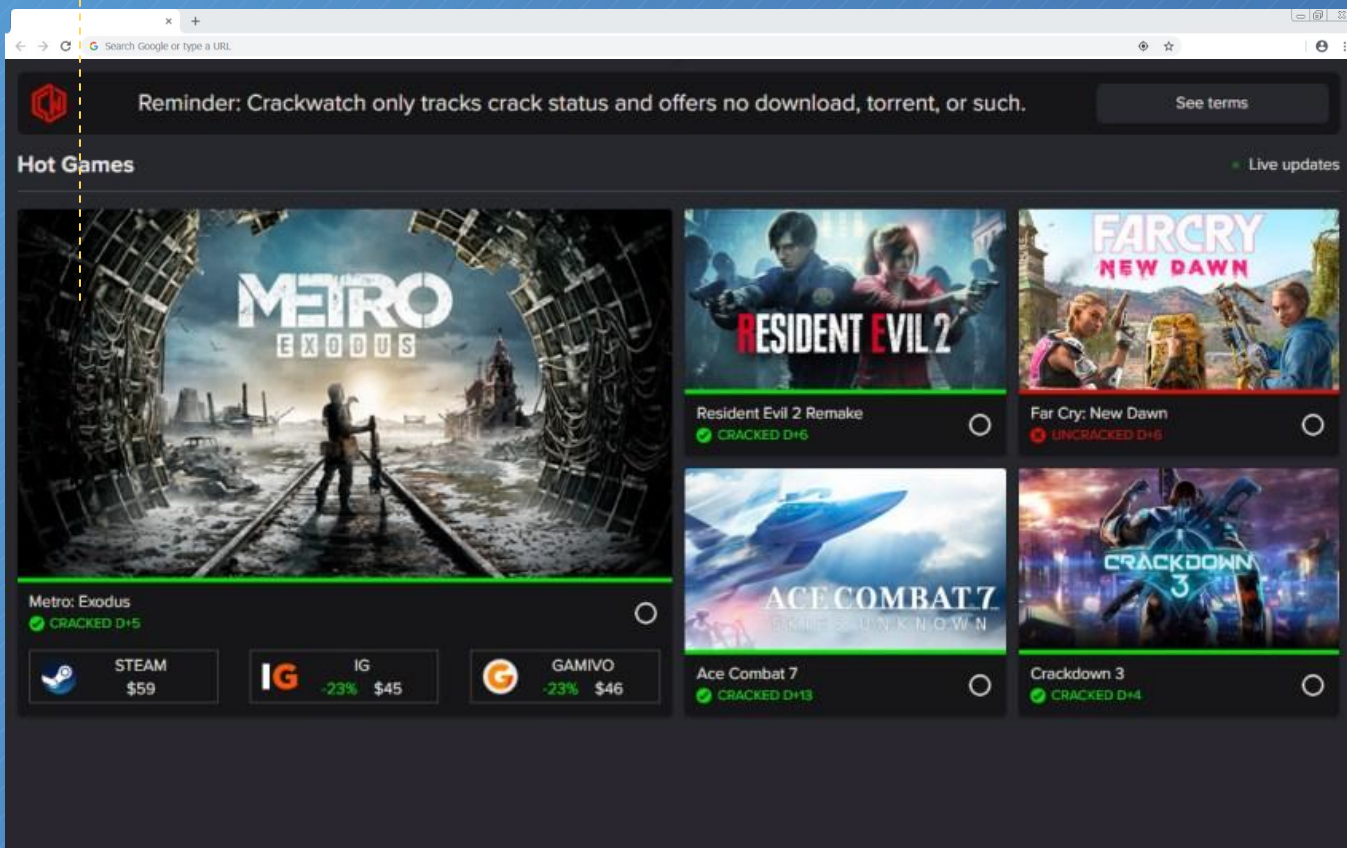 Search Google or type a URL
CW
Reminder: Crackwatch only tracks crack status and offers no download, torrent, or such.
See terms
Hot Games
Live updates
METRO
EXODUS
Metro: Exodus
CRACKED D+5
STEAM
$59
IG
IG
-23% $45
G
GAMIVO
-23% $46
RESIDENT EVIL 2
Resident Evil 2 Remake
CRACKED D+6
FARCRY
NEW DAWN
Far Cry: New Dawn
UNCRACKED D+6
ACE COMBAT 7
SKIES UNKNOWN
Ace Combat 7
CRACKED D+13
CRACKDOWN
3
Crackdown 3
CRACKED D+4